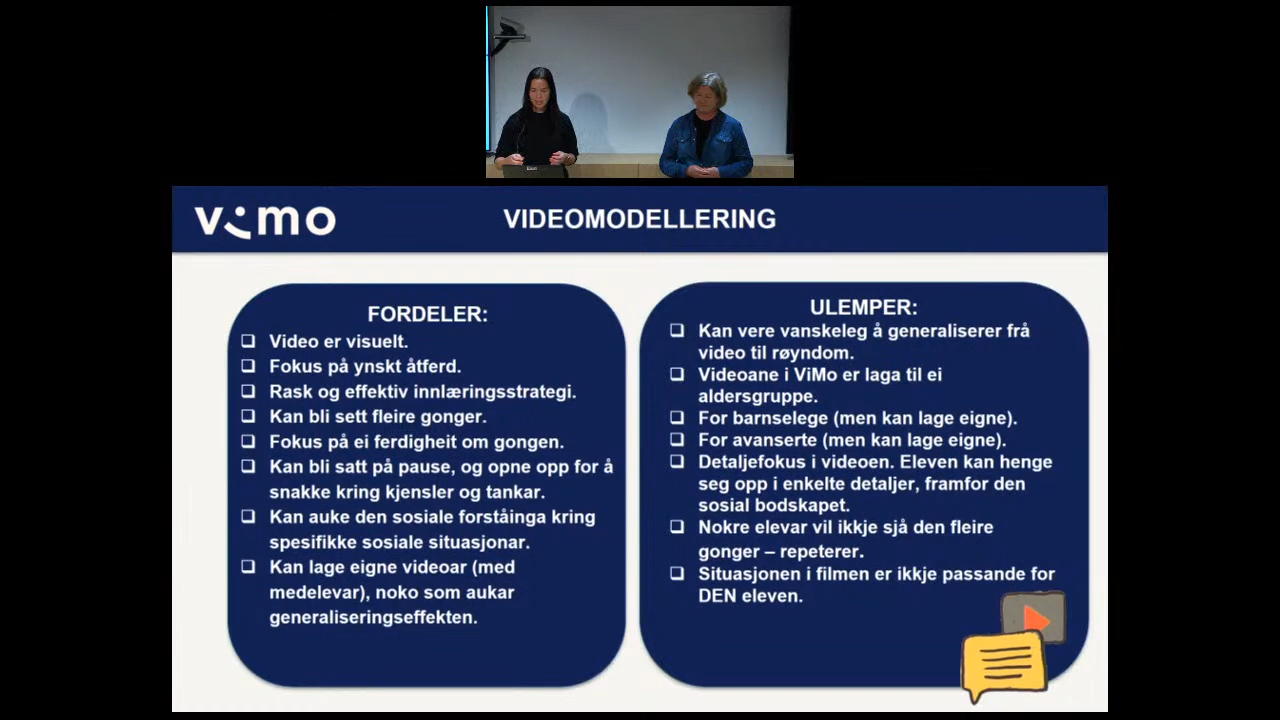 vimo
VIDEOMODELLERING
FORDELER:
Video er visuelt.
Fokus på ynskt åtferd.
Rask og effektiv innlæringsstrategi.
Kan bli sett fleire gonger.
Fokus på ei ferdigheit om gongen.
Kan bli satt på pause, og opne opp for å
snakke kring kjensler og tankar.
Kan auke den sosiale forståinga kring
spesifikke sosiale situasjonar.
Kan lage eigne videoar (med
medelevar), noko som aukar
generaliseringseffekten.
ULEMPER:
Kan vere vanskeleg å generaliserer frå
video til røyndom.
Videoane i ViMo er laga til ei
aldersgruppe.
For barnselege (men kan lage eigne).
For avanserte (men kan lage eigne).
Detaljefokus i videoen. Eleven kan henge
seg opp i enkelte detaljer, framfor den
sosial bodskapet.
Nokre elevar vil ikkje sjå den fleire
gonger – repeterer.
Situasjonen i filmen er ikkje passande for
DEN eleven.